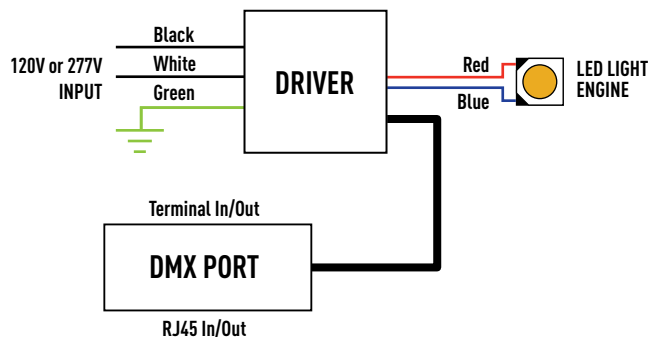 Black
120V or 277V
INPUT
White
Green
DRIVER
Red
Blue
LED LIGHT
ENGINE
Terminal In/Out
DMX PORT
RJ45 In/Out